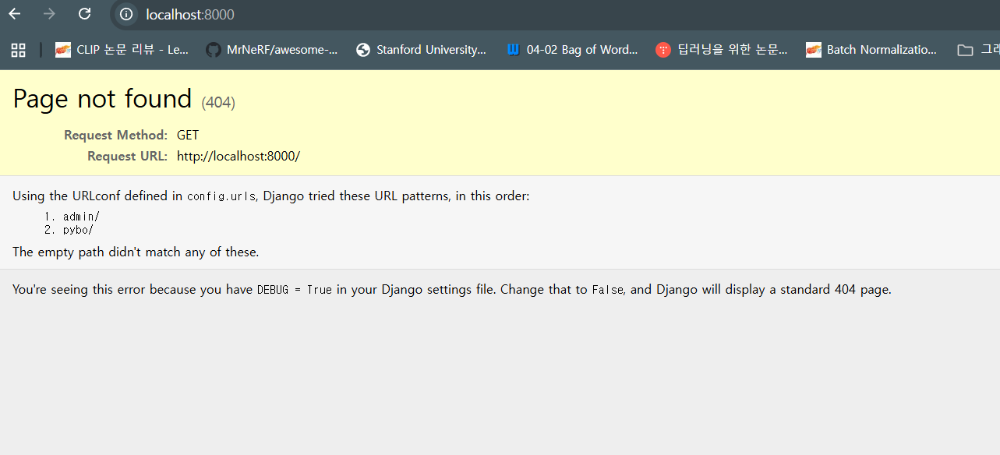 localhost:8000
CLIP 논문 리뷰 - Le... MrNeRF/awesome-... Stanford University... 04-02 Bag of Word... 딥러닝을 위한 논문... Batch Normalizatio...
Page not found (404)
Request Method: GET
Request URL: http://localhost:8000/
Using the URLconf defined in config.urls, Django tried these URL patterns, in this order:
1. admin/
2. pybo/
The empty path didn't match any of these.
You're seeing this error because you have DEBUG = True in your Django settings file. Change that to False, and Django will display a standard 404 page.